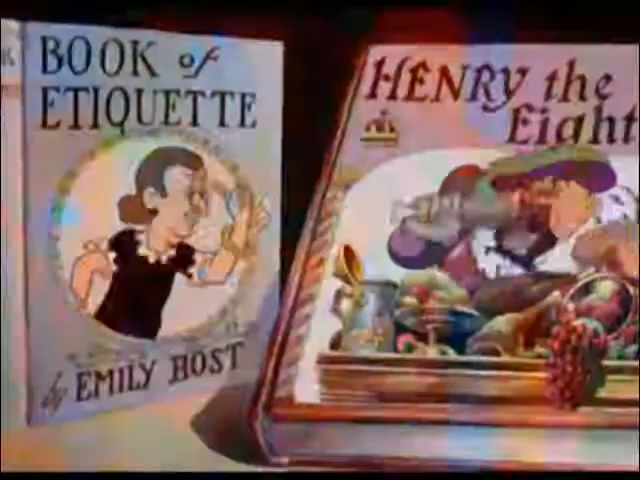 BOOK of
ETIQUETTE
by EMILY HOST
HENRY the
Eight